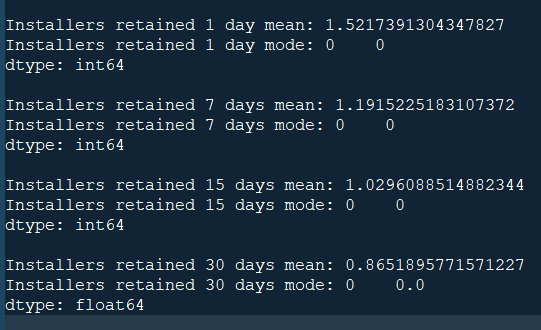 Installers retained 1 day mean: 1.5217391304347827
Installers retained 1 day mode: 0    0
dtype: int64
Installers retained 7 days mean: 1.1915225183107372
Installers retained 7 days mode: 0    0
dtype: int64
Installers retained 15 days mean: 1.0296088514882344
Installers retained 15 days mode: 0    0
dtype: int64
Installers retained 30 days mean: 0.8651895771571227
Installers retained 30 days mode: 0    0.0
dtype: float64